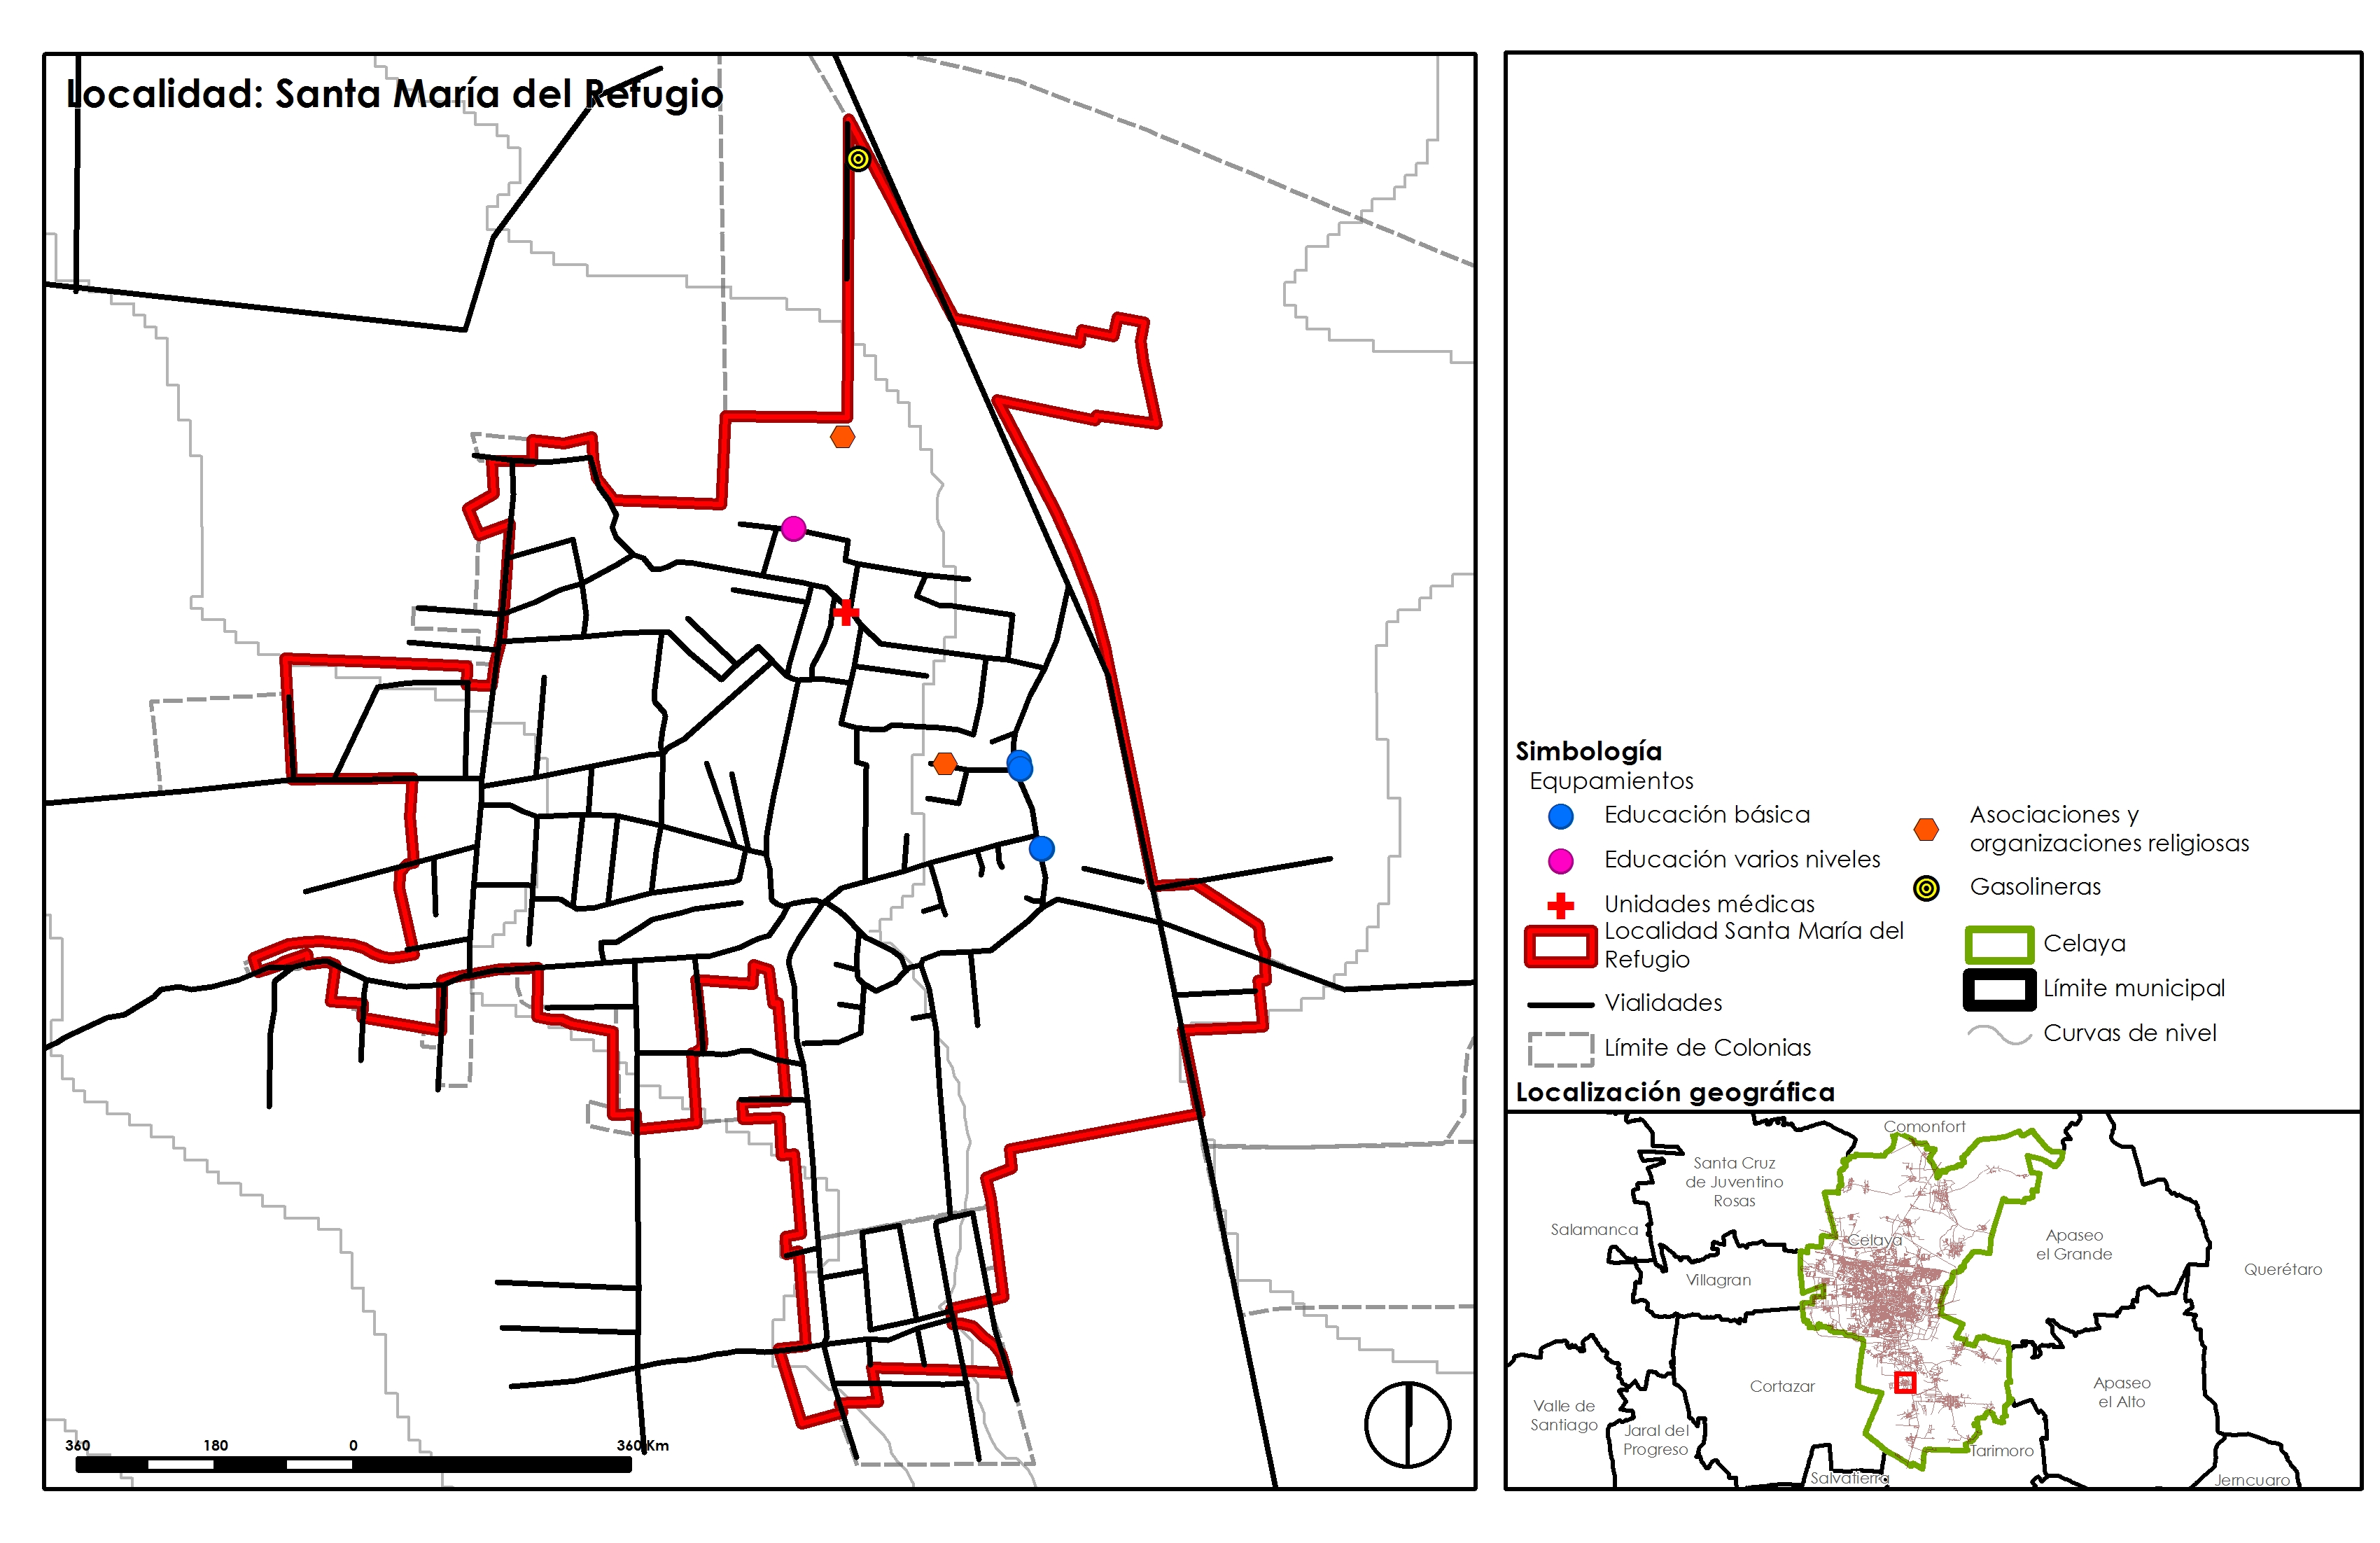 Localidad: Santa María del Refugio
360 180 0 360 Km
Simbología
Equpamientos
Educación básica
Educación varios niveles
Unidades médicas
Localidad Santa María del
Refugio
Vialidades
Límite de Colonias
Asociaciones y
organizaciones religiosas
Gasolineras
Celaya
Límite municipal
Curvas de nivel
Localización geográfica
Comonfort
Santa Cruz
de Juventino
Rosas
Salamanca
Celaya
Apaseo
el Grande
Querétaro
Villagran
Cortazar
Apaseo
el Alto
Valle de
Santiago
Jaral del
Progreso
Tarimoro
Salvatierra
Jerncuaro